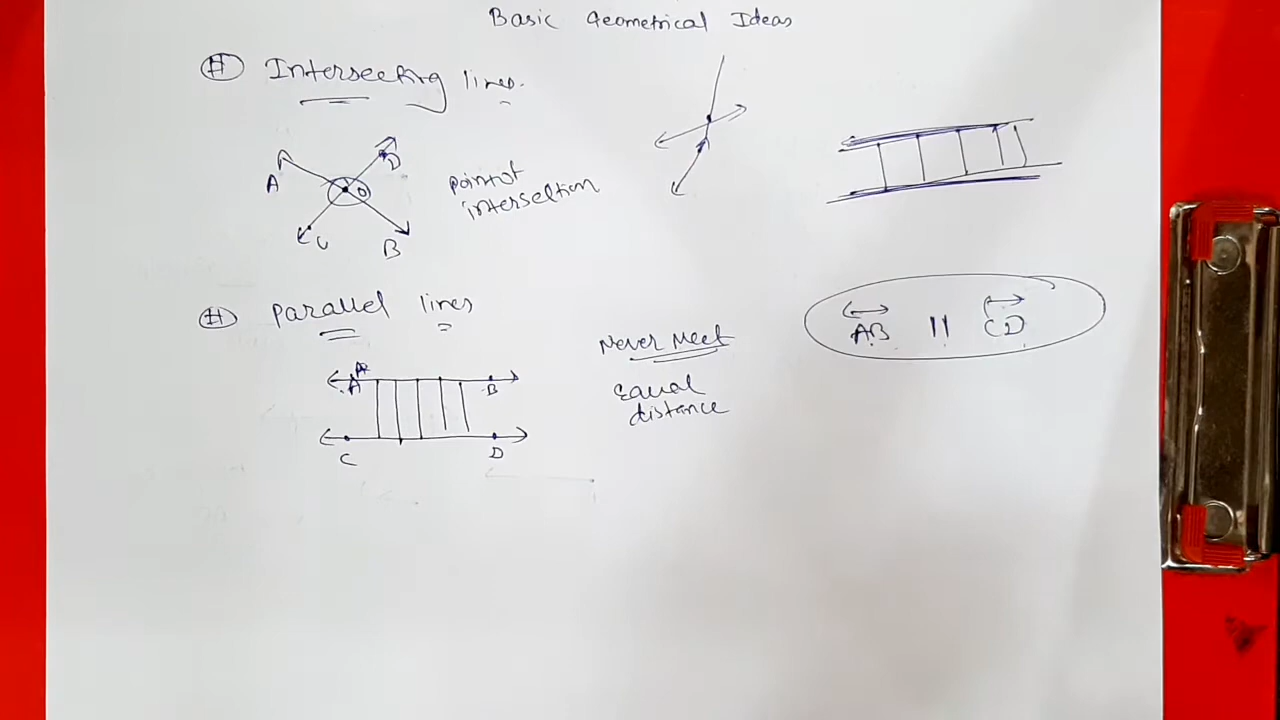 Basic Geometrical Ideas
# Intersecting lines.
A
D
O
C
B
point of
intersection
# Parallel lines
A
B
C
D
Never Meet
Equal
distance
AB || CD